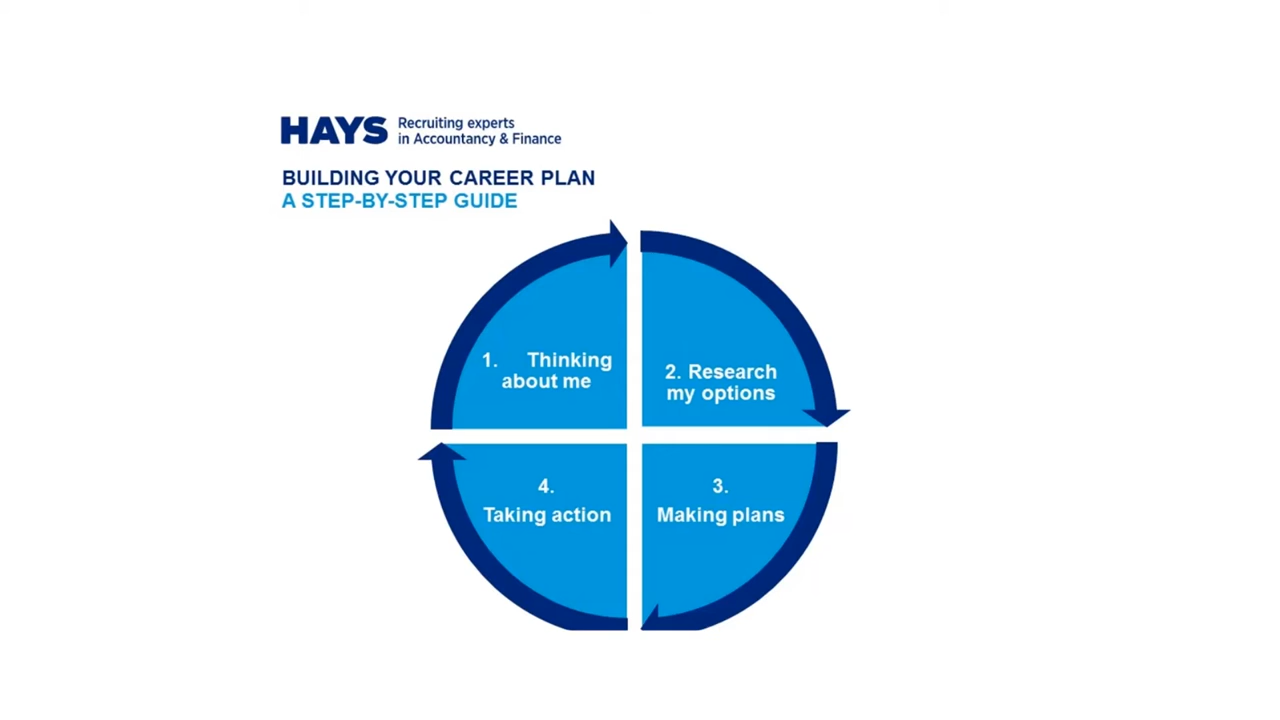 HAYS Recruiting experts
in Accountancy & Finance
BUILDING YOUR CAREER PLAN
A STEP-BY-STEP GUIDE
1. Thinking
about me
2. Research
my options
3.
Making plans
4.
Taking action